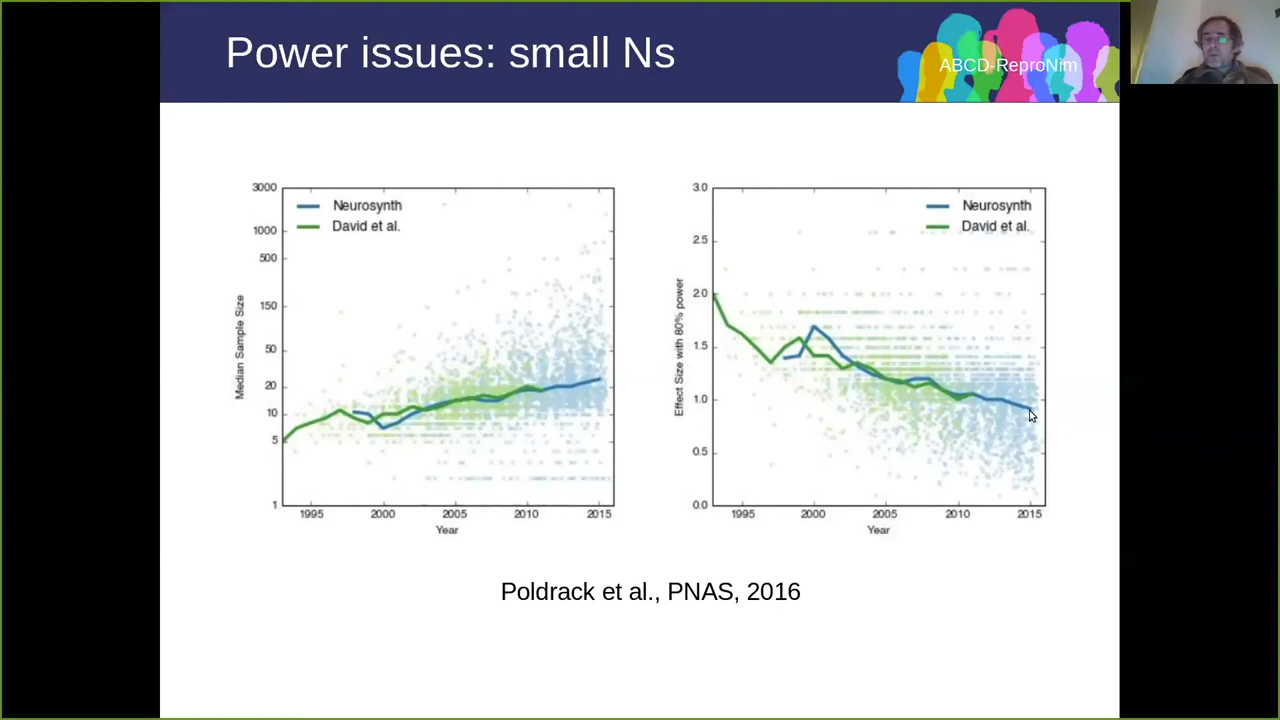 Power issues: small Ns
ABCD-ReproNim
3000
1000
500
150
50
20
10
5
1
Median Sample Size
Neurosynth
David et al.
1995
2000
2005
2010
2015
Year
3.0
2.5
2.0
1.5
1.0
0.5
0.0
Effect Size with 80% power
Neurosynth
David et al.
1995
2000
2005
2010
2015
Year
Poldrack et al., PNAS, 2016